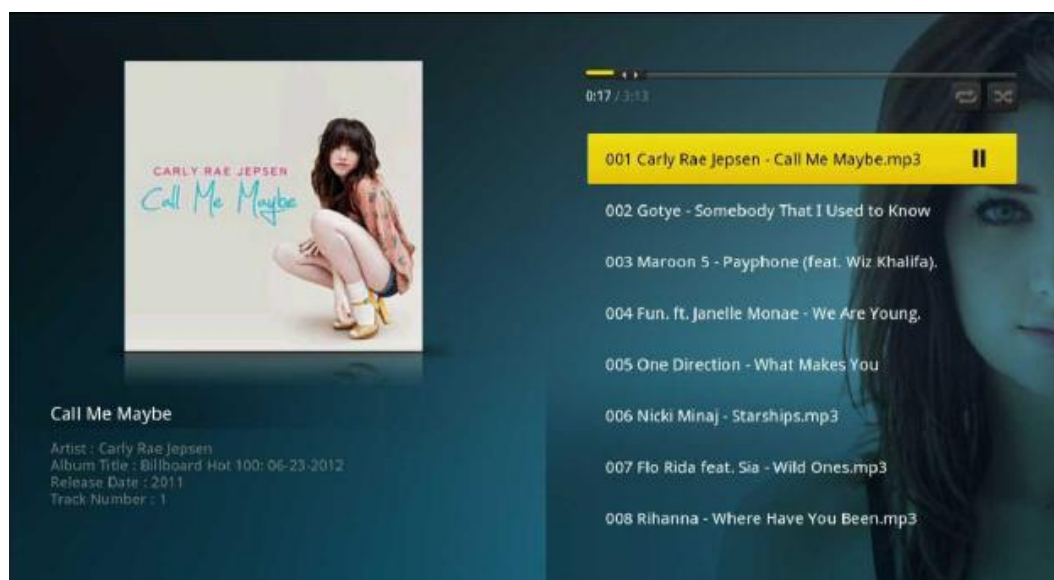 CARLY RAE JEPSEN
Call Me Maybe
Call Me Maybe
Artist : Carly Rae Jepsen
Album Title : Billboard Hot 100: 06-23-2012
Release Date : 2011
Track Number : 1
0:17 / 3:13
001 Carly Rae Jepsen - Call Me Maybe.mp3
002 Gotye - Somebody That I Used to Know
003 Maroon 5 - Payphone (feat. Wiz Khalifa).
004 Fun. ft. Janelle Monae - We Are Young.
005 One Direction - What Makes You
006 Nicki Minaj - Starships.mp3
007 Flo Rida feat. Sia - Wild Ones.mp3
008 Rihanna - Where Have You Been.mp3